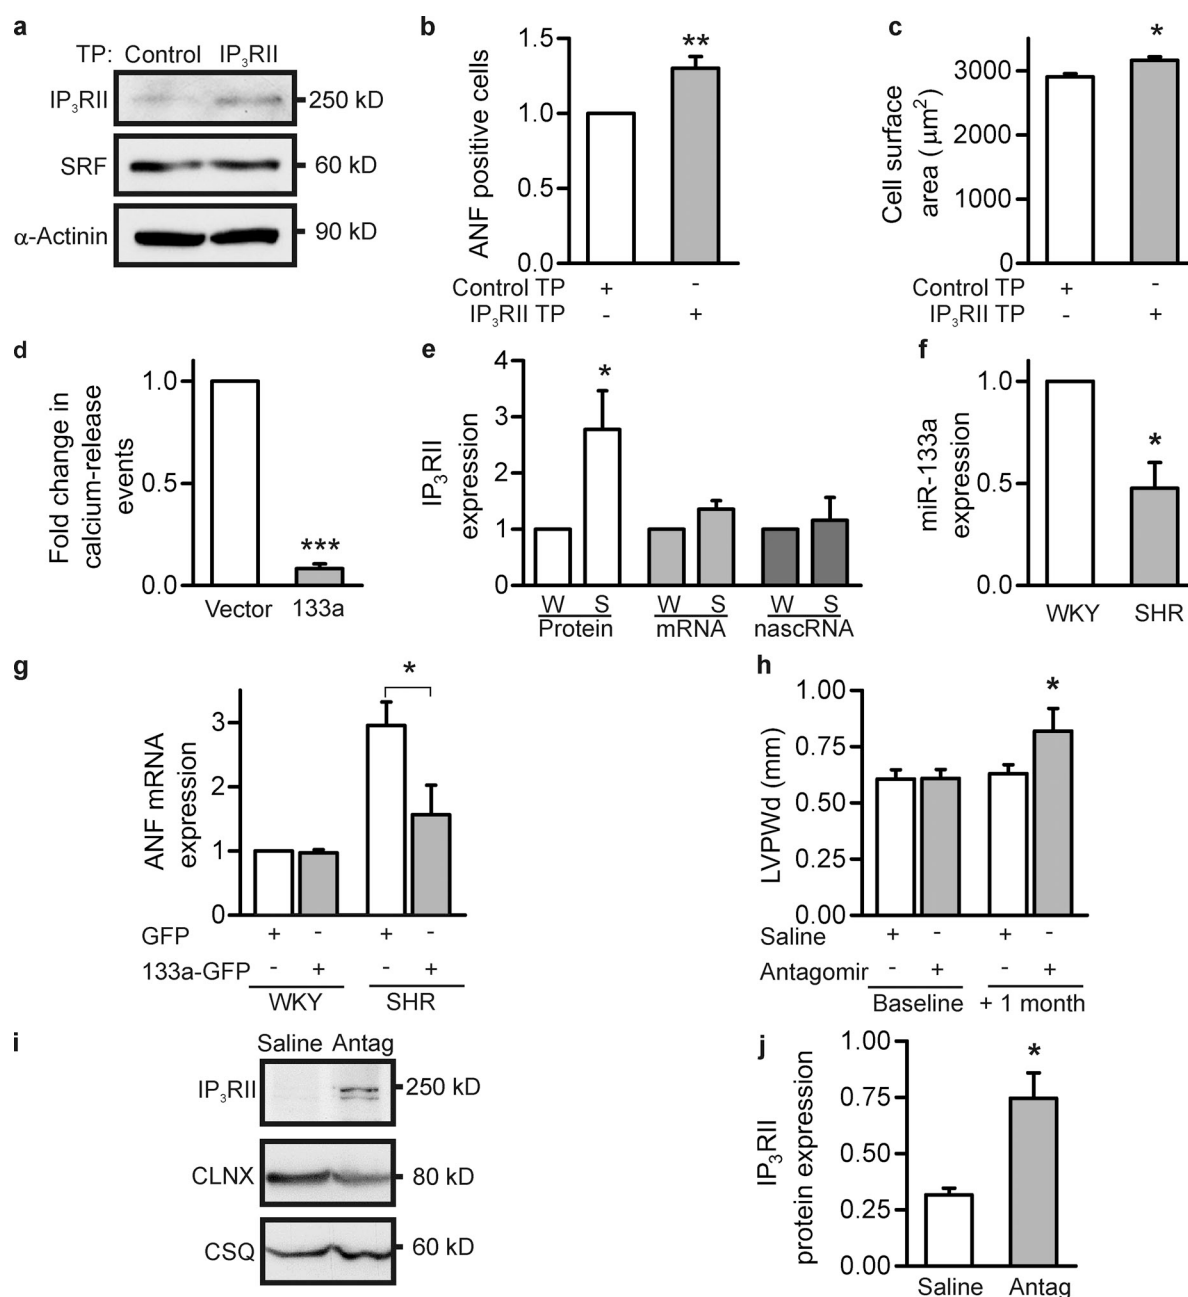 a
TP: Control IP₃RII
IP₃RII 250 kD
SRF 60 kD
α-Actinin 90 kD
b
**
ANF positive cells
1.5
1.0
0.5
0.0
Control TP + -
IP₃RII TP - +
c
*
Cell surface
area (μm²)
3000
2000
1000
0
Control TP + -
IP₃RII TP - +
d
Fold change in
calcium-release
events
1.0
0.5
0.0
***
Vector 133a
e
IP₃RII
expression
4
3
2
1
0
*
W S W S W S
Protein mRNA nascRNA
f
miR-133a
expression
1.0
0.5
0.0
*
WKY SHR
g
*
ANF mRNA
expression
3
2
1
0
GFP + - + -
133a-GFP - + - +
WKY SHR
h
*
LVPWd (mm)
1.00
0.75
0.50
0.25
0.00
Saline + - + -
Antagomir - + - +
Baseline + 1 month
i
Saline Antag
IP₃RII 250 kD
CLNX 80 kD
CSQ 60 kD
j
*
IP₃RII
protein expression
1.00
0.75
0.50
0.25
0.00
Saline Antag